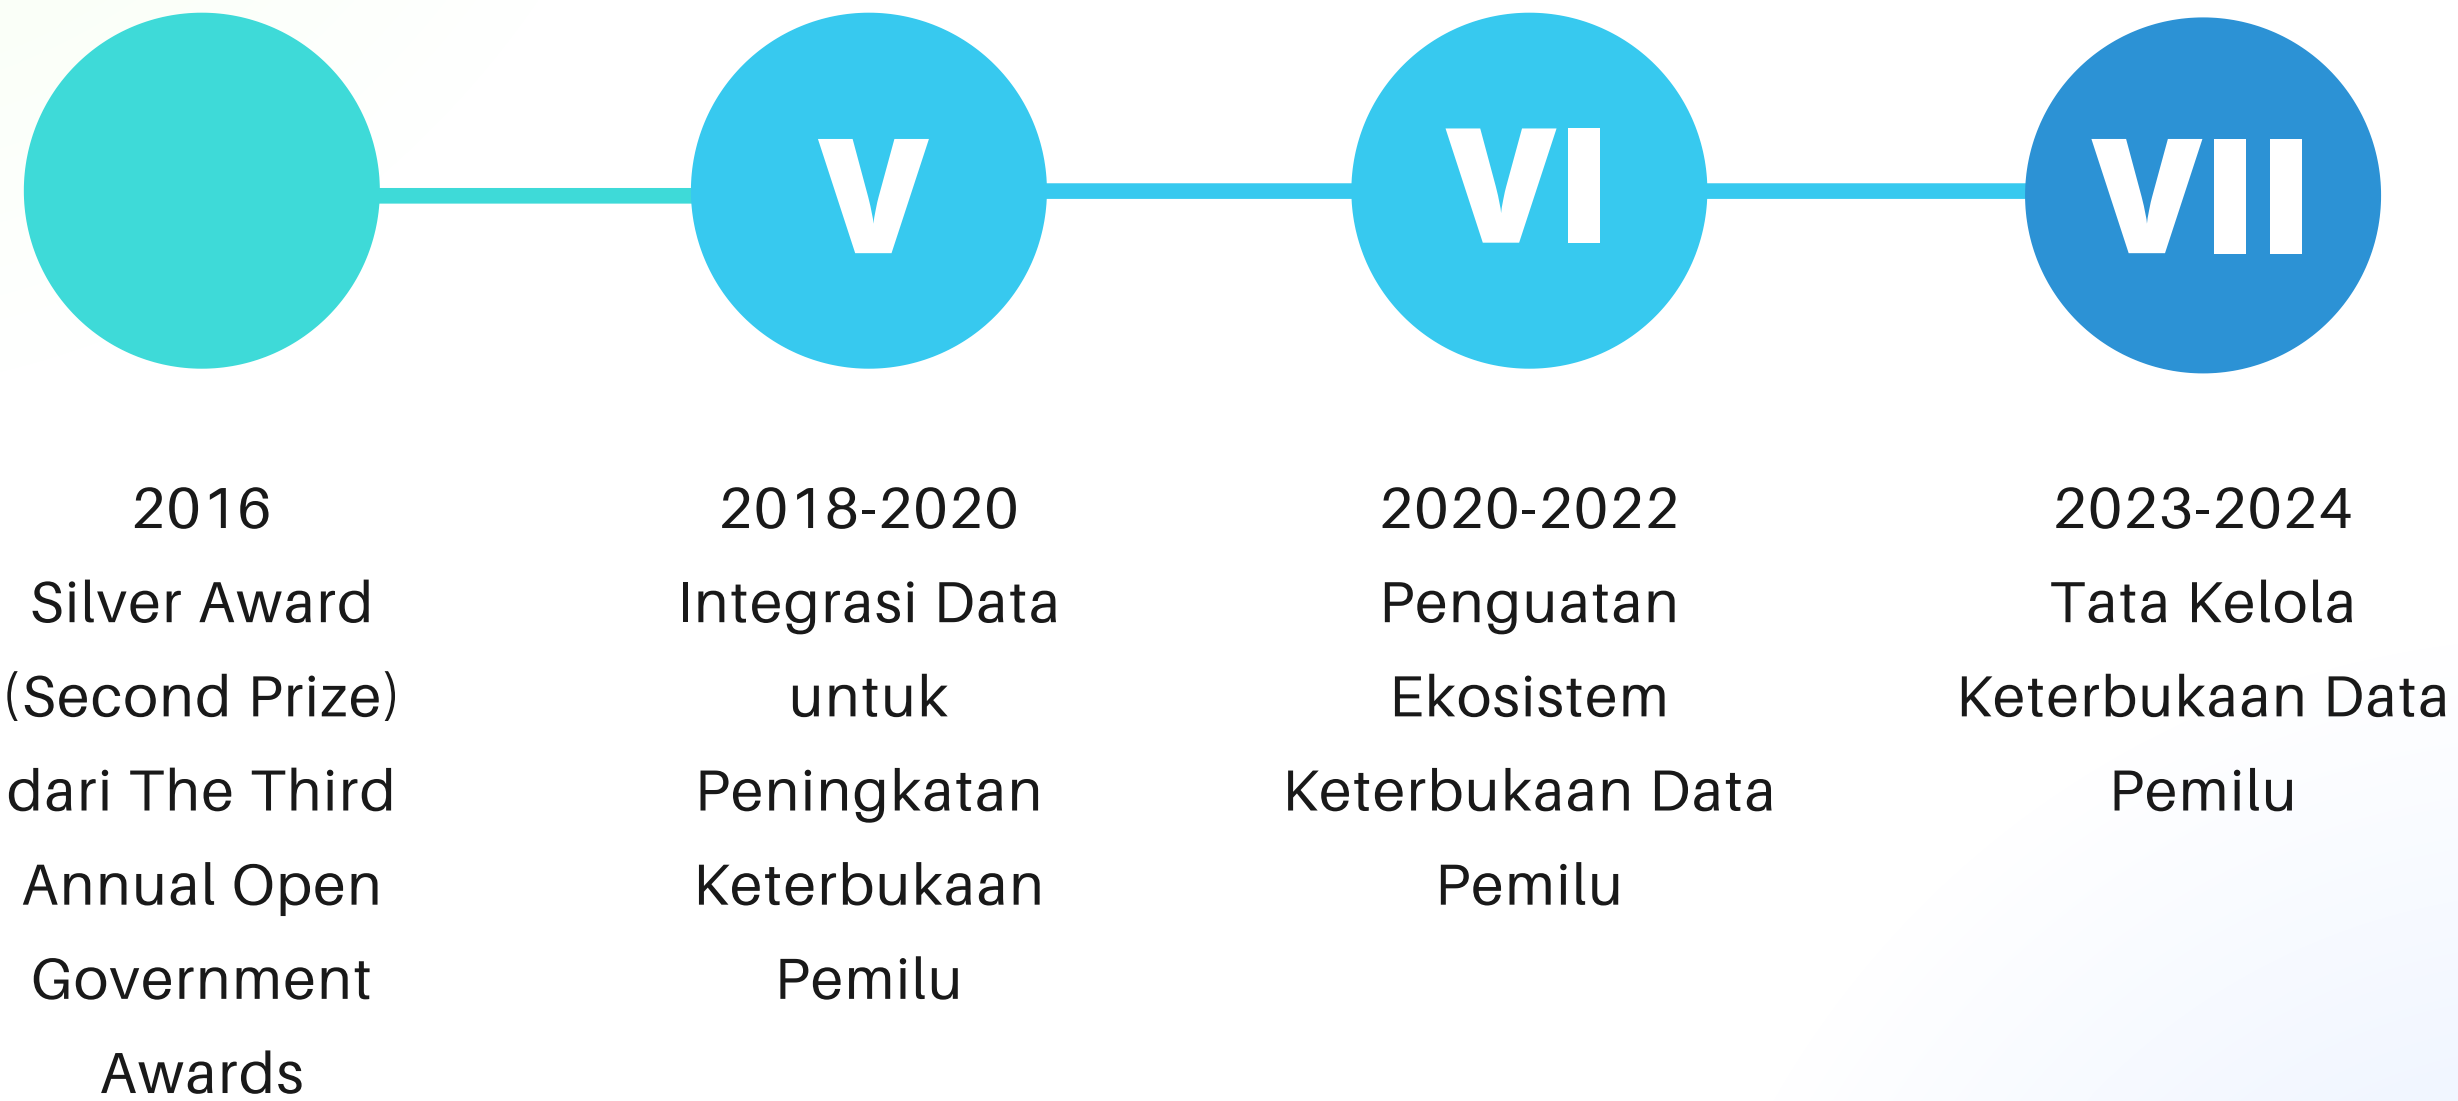 V
VI
VII
2016
Silver Award
(Second Prize)
dari The Third
Annual Open
Government
Awards
2018-2020
Integrasi Data
untuk
Peningkatan
Keterbukaan
Pemilu
2020-2022
Penguatan
Ekosistem
Keterbukaan Data
Pemilu
2023-2024
Tata Kelola
Keterbukaan Data
Pemilu